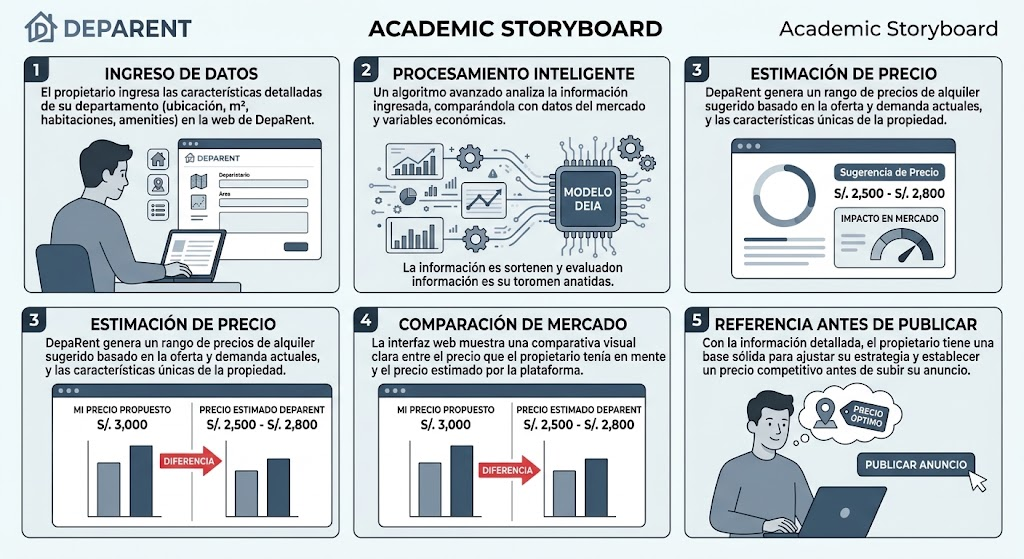 DEPARENT
ACADEMIC STORYBOARD
Academic Storyboard
1
INGRESO DE DATOS
El propietario ingresa las características detalladas
de su departamento (ubicación, m²,
habitaciones, amenities) en la web de DepaRent.
DEPARENT
Deparistario
Area
2
PROCESAMIENTO INTELIGENTE
Un algoritmo avanzado analiza la información
ingresada, comparándola con datos del mercado
y variables económicas.
MODELO
DEIA
La información es sortenen y evaluadon
información es su toromen anatidas.
3
ESTIMACIÓN DE PRECIO
DepaRent genera un rango de precios de alquiler
sugerido basado en la oferta y demanda actuales,
y las características únicas de la propiedad.
Sugerencia de Precio
S/. 2,500 - S/. 2,800
IMPACTO EN MERCADO
3
ESTIMACIÓN DE PRECIO
DepaRent genera un rango de precios de alquiler
sugerido basado en la oferta y demanda actuales,
y las características únicas de la propiedad.
MI PRECIO PROPUESTO
S/. 3,000
PRECIO ESTIMADO DEPARENT
S/. 2,500 - S/. 2,800
DIFERENCIA
4
COMPARACIÓN DE MERCADO
La interfaz web muestra una comparativa visual
clara entre el precio que el propietario tenía en mente
y el precio estimado por la plataforma.
MI PRECIO PROPUESTO
S/. 3,000
PRECIO ESTIMADO DEPARENT
S/. 2,500 - S/. 2,800
DIFERENCIA
5
REFERENCIA ANTES DE PUBLICAR
Con la información detallada, el propietario tiene una
base sólida para ajustar su estrategia y establecer
un precio competitivo antes de subir su anuncio.
PRECIO
OPTIMO
PUBLICAR ANUNCIO